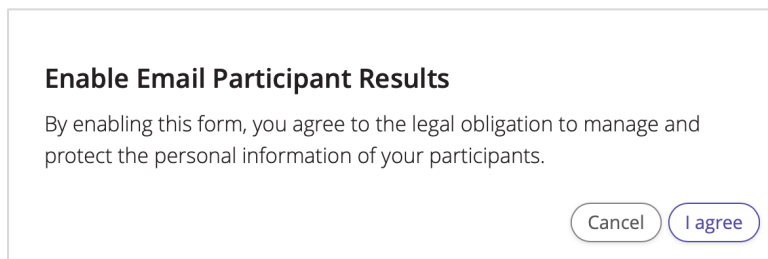 Enable Email Participant Results
By enabling this form, you agree to the legal obligation to manage and
protect the personal information of your participants.
Cancel I agree